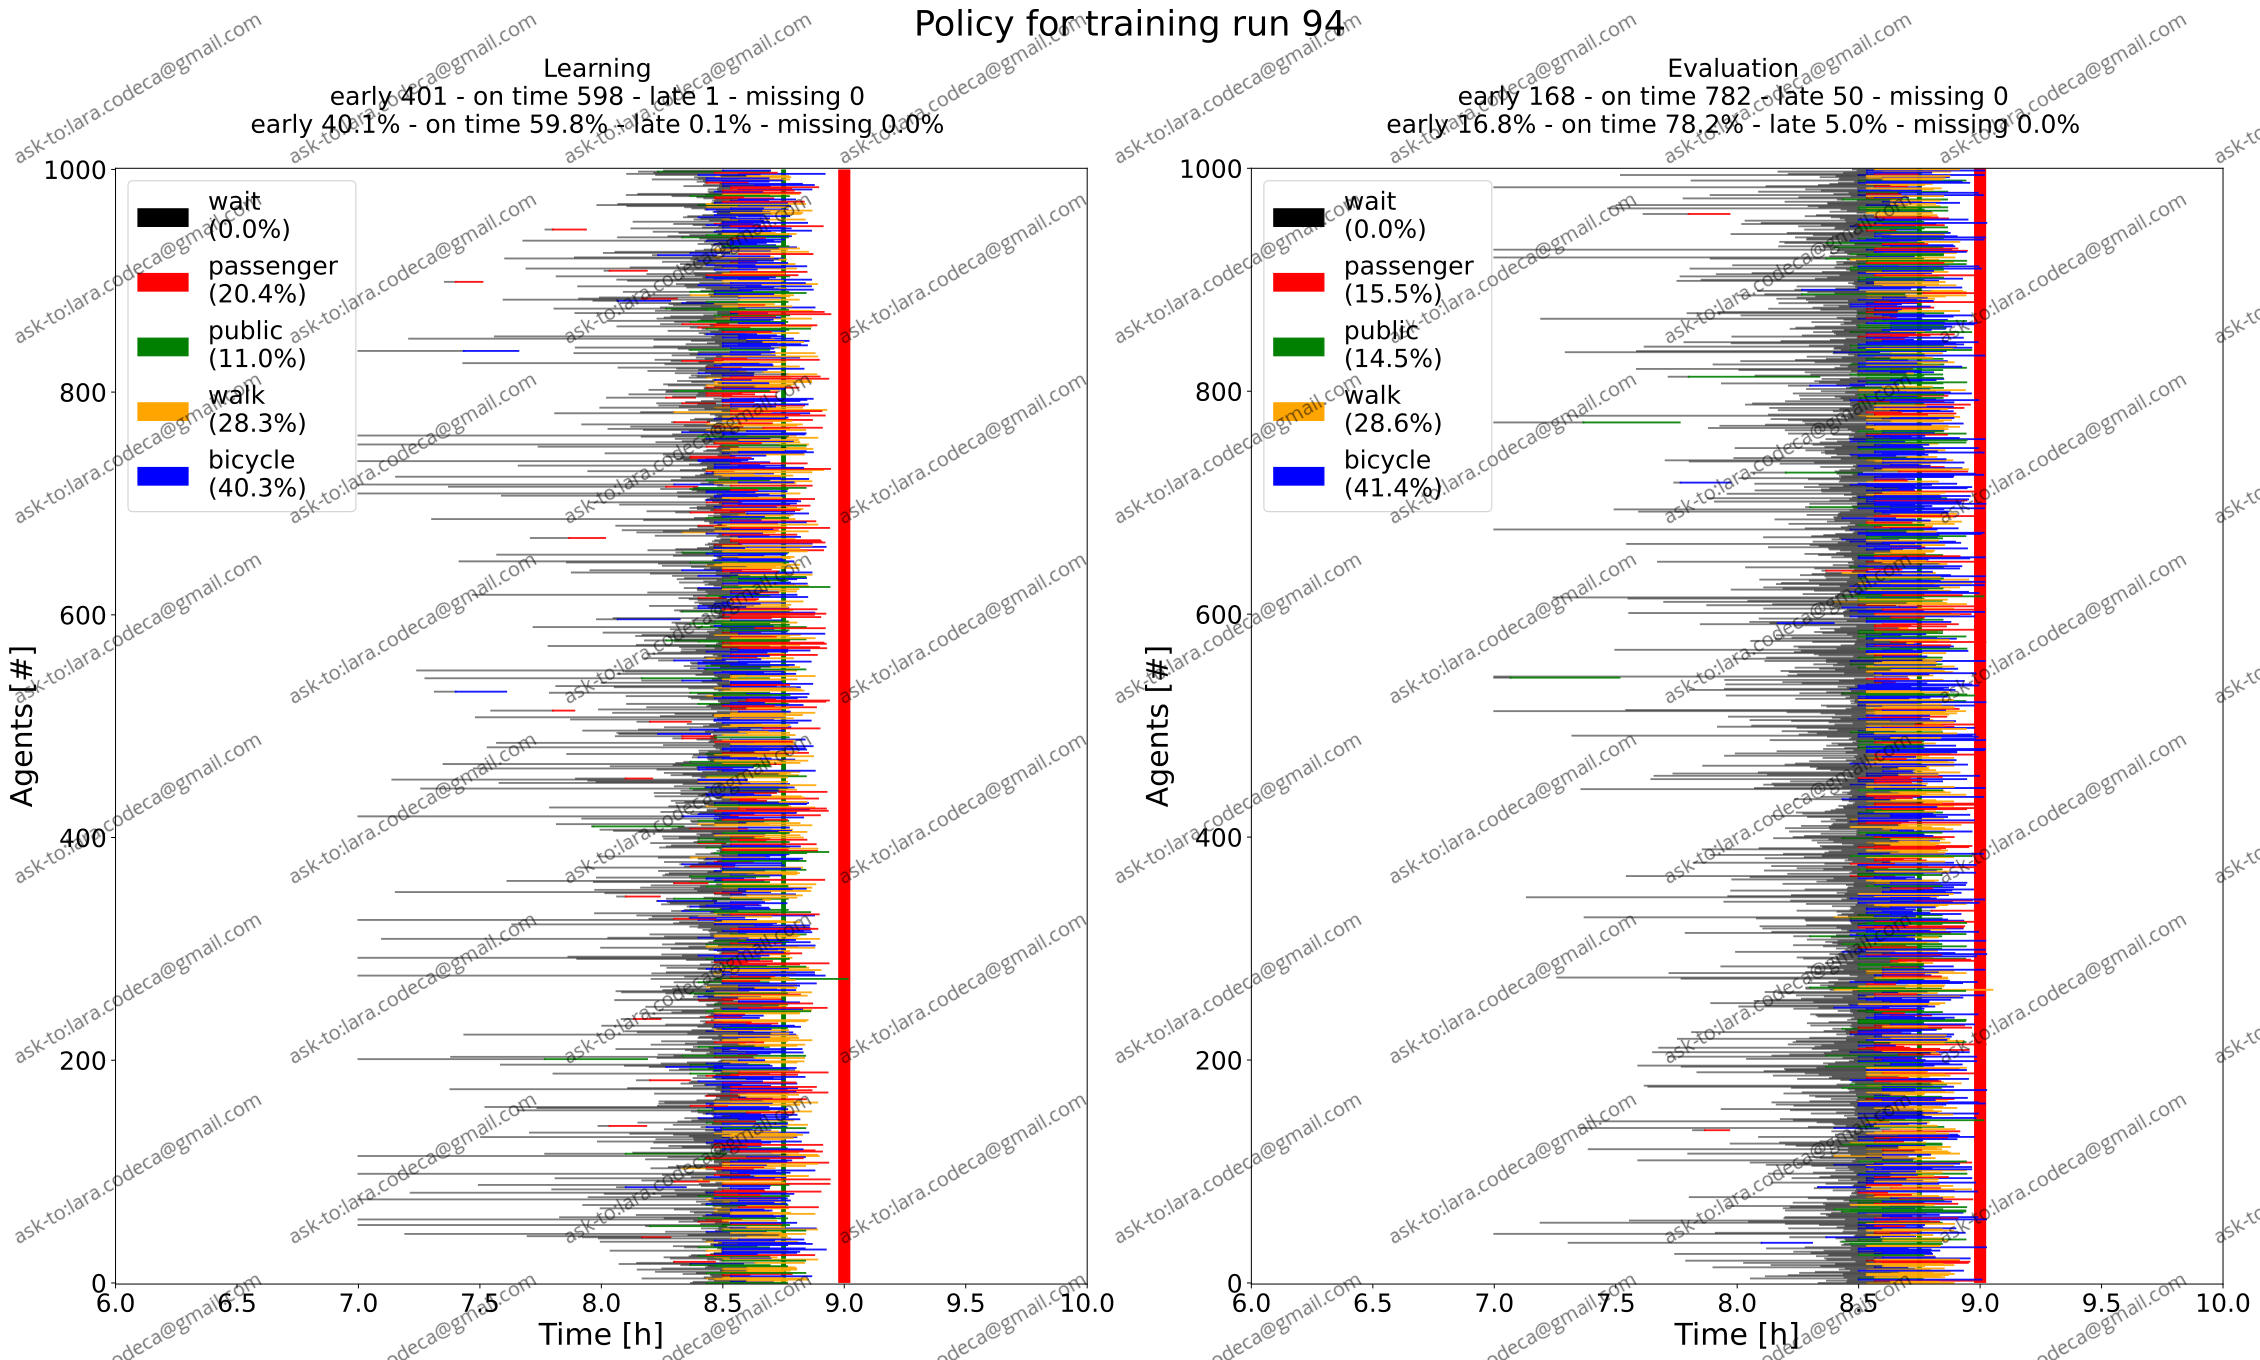 Policy for training run 94
Learning
early 401 - on time 598 - late 1 - missing 0
early 40.1% - on time 59.8% - late 0.1% - missing 0.0%
1000
800
600
400
200
0
Agents [#]
wait
(0.0%)
passenger
(20.4%)
public
(11.0%)
walk
(28.3%)
bicycle
(40.3%)
6.0 6.5 7.0 7.5 8.0 8.5 9.0 9.5 10.0
Time [h]
Evaluation
early 168 - on time 782 - late 50 - missing 0
early 16.8% - on time 78.2% - late 5.0% - missing 0.0%
1000
800
600
400
200
0
Agents [#]
wait
(0.0%)
passenger
(15.5%)
public
(14.5%)
walk
(28.6%)
bicycle
(41.4%)
6.0 6.5 7.0 7.5 8.0 8.5 9.0 9.5 10.0
Time [h]
ask-to:lara.codeca@gmail.com